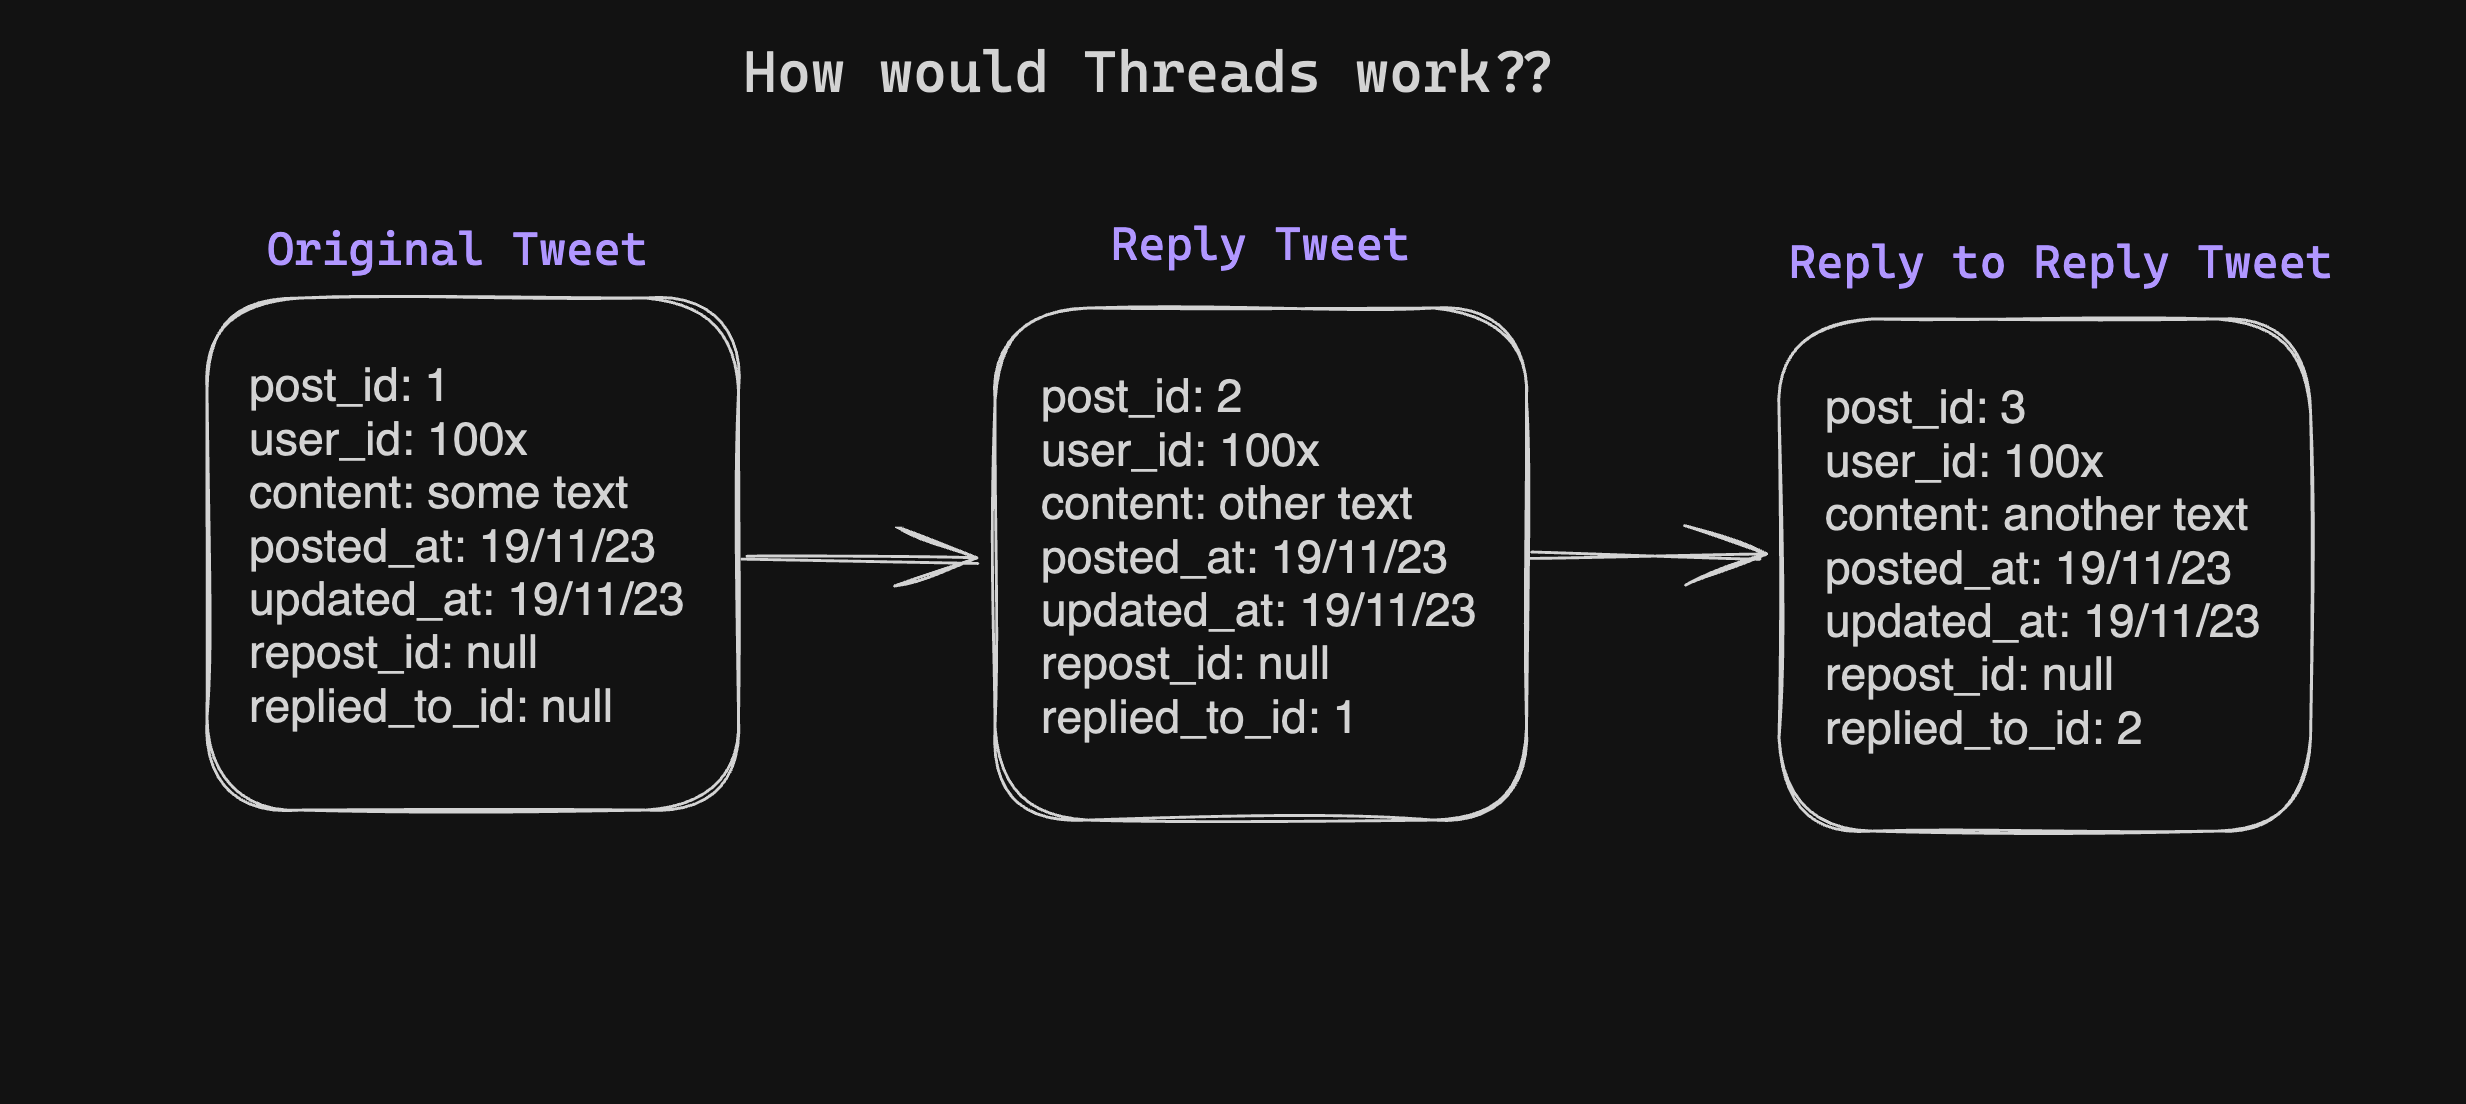 How would Threads work??
Original Tweet
post_id: 1
user_id: 100x
content: some text
posted_at: 19/11/23
updated_at: 19/11/23
repost_id: null
replied_to_id: null
Reply Tweet
post_id: 2
user_id: 100x
content: other text
posted_at: 19/11/23
updated_at: 19/11/23
repost_id: null
replied_to_id: 1
Reply to Reply Tweet
post_id: 3
user_id: 100x
content: another text
posted_at: 19/11/23
updated_at: 19/11/23
repost_id: null
replied_to_id: 2